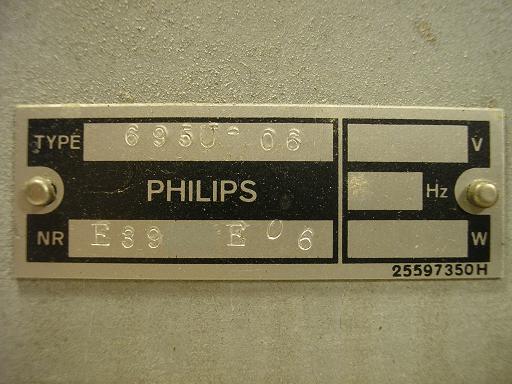 TYPE 695U-06 V
PHILIPS Hz
NR E39 E06 W
25597350H